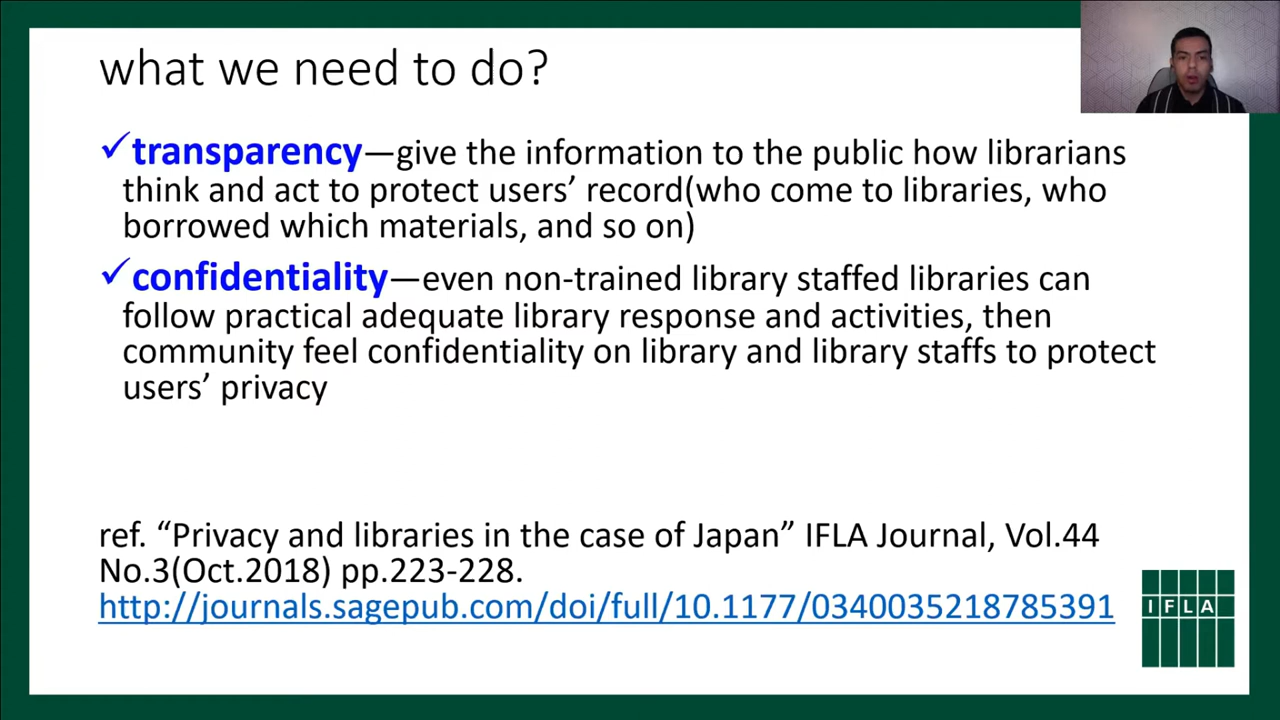 what we need to do?
✓transparency—give the information to the public how librarians
think and act to protect users’ record(who come to libraries, who
borrowed which materials, and so on)
✓confidentiality—even non-trained library staffed libraries can
follow practical adequate library response and activities, then
community feel confidentiality on library and library staffs to protect
users’ privacy
ref. “Privacy and libraries in the case of Japan” IFLA Journal, Vol.44
No.3(Oct.2018) pp.223-228.
http://journals.sagepub.com/doi/full/10.1177/0340035218785391
IFLA